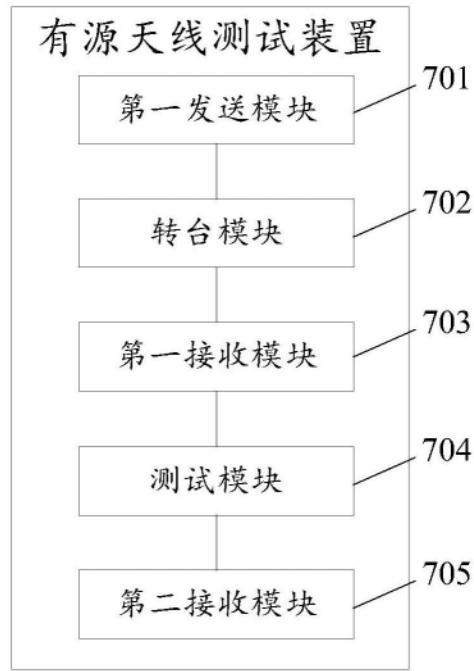 有源天线测试装置
第一发送模块
701
转台模块
702
第一接收模块
703
测试模块
704
第二接收模块
705